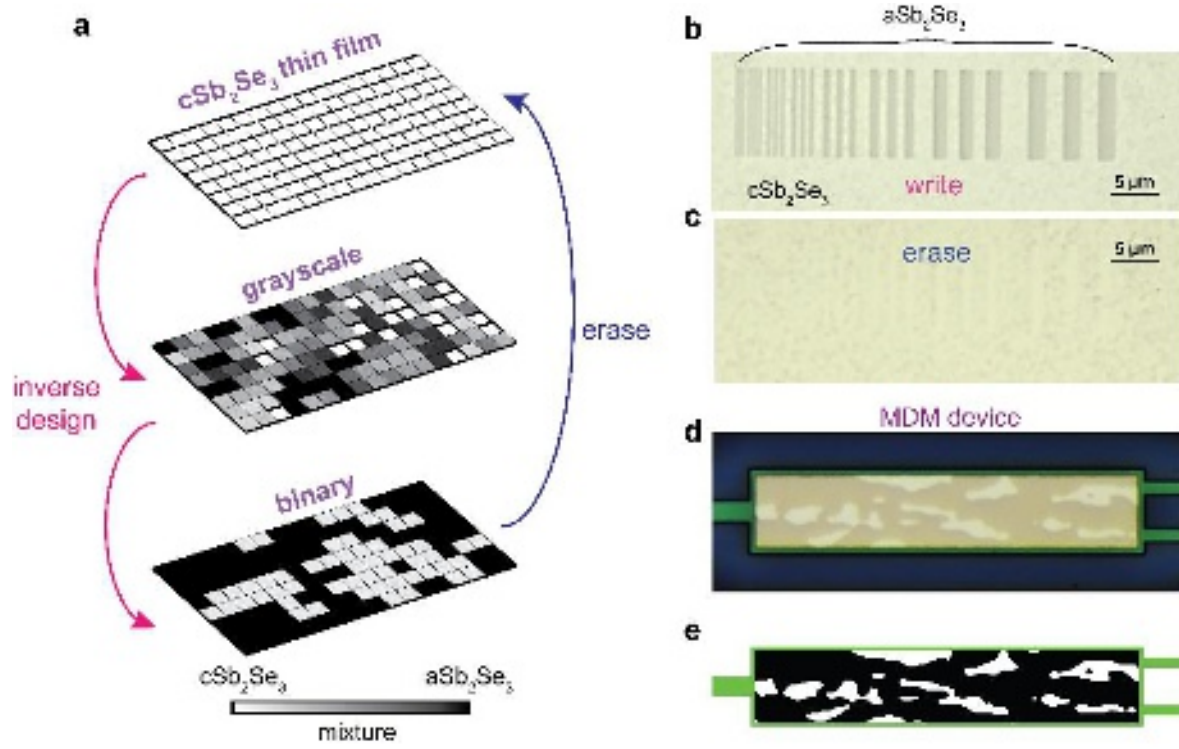 a
cSb₂Se₃ thin film
grayscale
inverse
design
erase
binary
cSb₂Se₃
aSb₂Se₃
mixture
b
aSb₂Se₃
cSb₂Se₃
write
5 µm
c
erase
5 µm
d
MDM device
e